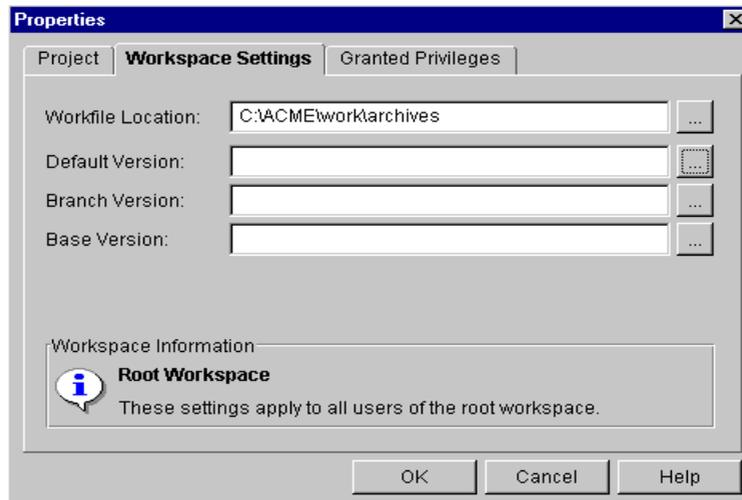 Properties
Project Workspace Settings Granted Privileges
Workfile Location: C:\ACME\work\archives ...
Default Version: ...
Branch Version: ...
Base Version: ...
Workspace Information
Root Workspace
These settings apply to all users of the root workspace.
OK Cancel Help